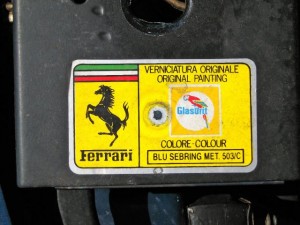 VERNICIATURA ORIGINALE
ORIGINAL PAINTING
Glasurit
COLORE-COLOUR
Ferrari
BLU SEBRING MET. 503/C